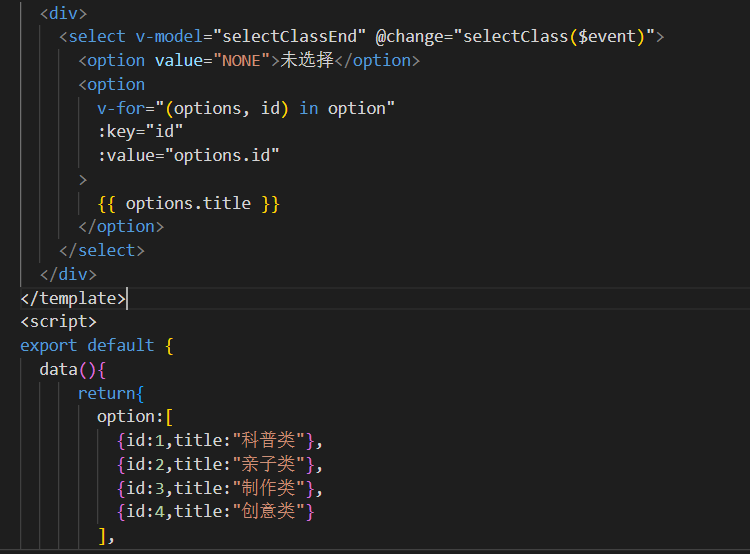 <div>
<select v-model="selectClassEnd" @change="selectClass($event)">
<option value="NONE">未选择</option>
<option
v-for="(options, id) in option"
:key="id"
:value="options.id"
>
{{ options.title }}
</option>
</select>
</div>
</template>
<script>
export default {
data(){
return{
option:[
{id:1,title:"科普类"},
{id:2,title:"亲子类"},
{id:3,title:"制作类"},
{id:4,title:"创意类"}
],